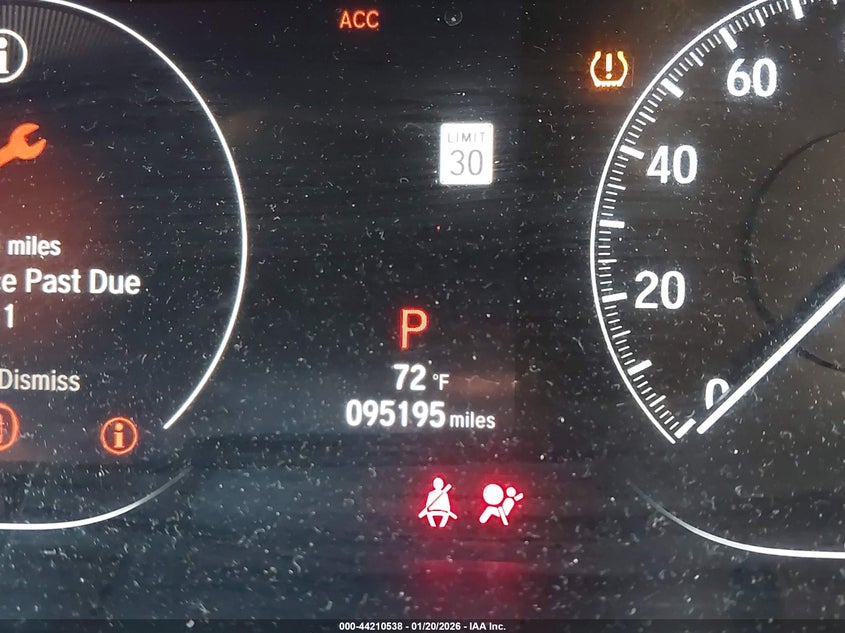 ACC
60
LIMIT
30
40
miles
Past Due
20
1
P
72 °F
Dismiss
0
095195 miles
000-44210538 - 01/20/2026 - IAA Inc.